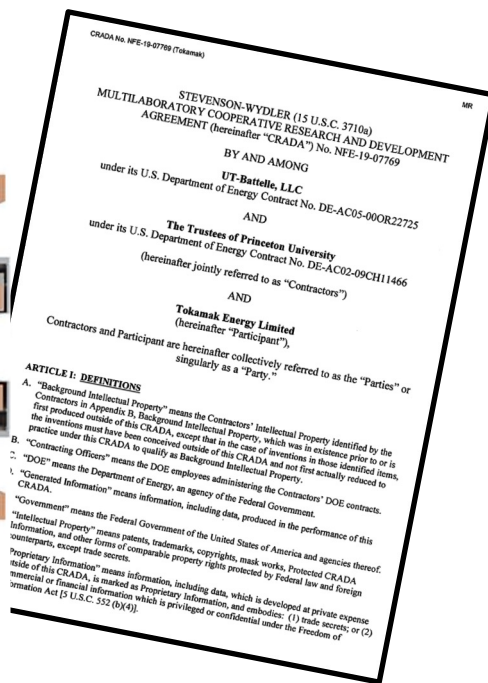 CRADA No. NFE-19-07769 (Tokamak)
MR
STEVENSON-WYDLER (15 U.S.C. 3710a)
MULTILABORATORY COOPERATIVE RESEARCH AND DEVELOPMENT
AGREEMENT (hereinafter “CRADA”) No. NFE-19-07769
BY AND AMONG
UT-Battelle, LLC
under its U.S. Department of Energy Contract No. DE-AC05-00OR22725
AND
The Trustees of Princeton University
under its U.S. Department of Energy Contract No. DE-AC02-09CH11466
(hereinafter jointly referred to as “Contractors”)
AND
Tokamak Energy Limited
(hereinafter “Participant”),
Contractors and Participant are hereinafter collectively referred to as the “Parties” or
singularly as a “Party.”
ARTICLE I: DEFINITIONS
A. “Background Intellectual Property” means the Contractors’ Intellectual Property identified by the
Contractors in Appendix B, Background Intellectual Property, which was in existence prior to or is
first produced outside of this CRADA, except that in the case of inventions in those identified items,
the inventions must have been conceived outside of this CRADA and not first actually reduced to
practice under this CRADA to qualify as Background Intellectual Property.
B. “Contracting Officers” means the DOE employees administering the Contractors’ DOE contracts.
C. “DOE” means the Department of Energy, an agency of the Federal Government.
“Generated Information” means information, including data, produced in the performance of this
CRADA.
“Government” means the Federal Government of the United States of America and agencies thereof.
“Intellectual Property” means patents, trademarks, copyrights, mask works, Protected CRADA
Information, and other forms of comparable property rights protected by Federal law and foreign
ounterparts, except trade secrets.
Proprietary Information” means information, including data, which is developed at private expense
tside of this CRADA, is marked as Proprietary Information, and embodies: (1) trade secrets; or (2)
mmercial or financial information which is privileged or confidential under the Freedom of
ormation Act [5 U.S.C. 552 (b)(4)].